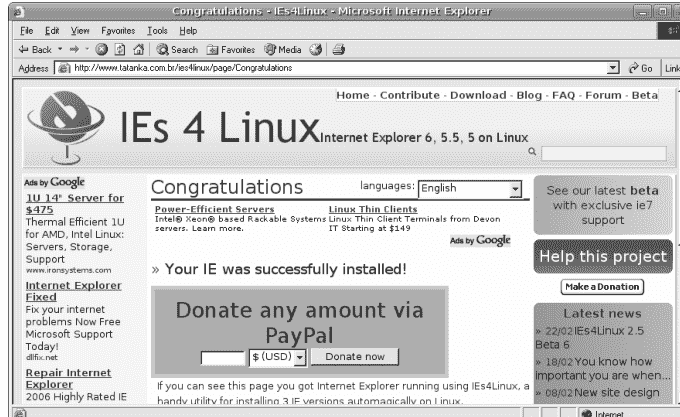 Congratulations - IEs4Linux - Microsoft Internet Explorer
File Edit View Favorites Tools Help
Back Search Favorites Media
Address http://www.tatanka.com.br/ies4linux/page/Congratulations Go Link
Home - Contribute - Download - Blog - FAQ - Forum - Beta
IEs 4 Linux Internet Explorer 6, 5.5, 5 on Linux
Ads by Google
1U 14" Server for
$475
Thermal Efficient 1U
for AMD, Intel Linux:
Servers, Storage,
Support
www.ironsystems.com
Internet Explorer
Fixed
Fix your internet
problems Now Free
Microsoft Support
Today!
dlfix.net
Repair Internet
Explorer
2006 Highly Rated IE
Congratulations languages: English
Power-Efficient Servers
Intel® Xeon® based Rackable Systems
servers. Learn more.
Linux Thin Clients
Linux Thin Client Terminals from Devon
IT Starting at $149
Ads by Google
» Your IE was successfully installed!
Donate any amount via
PayPal
$ (USD) Donate now
If you can see this page you got Internet Explorer running using IEs4Linux, a
handy utility for installing 3 IE versions automagically on Linux.
See our latest beta
with exclusive ie7
support
Help this project
Make a Donation
Latest news
» 22/02 IEs4Linux 2.5
Beta 6
» 18/02 You know how
important you are when...
» 08/02 New site design
Internet